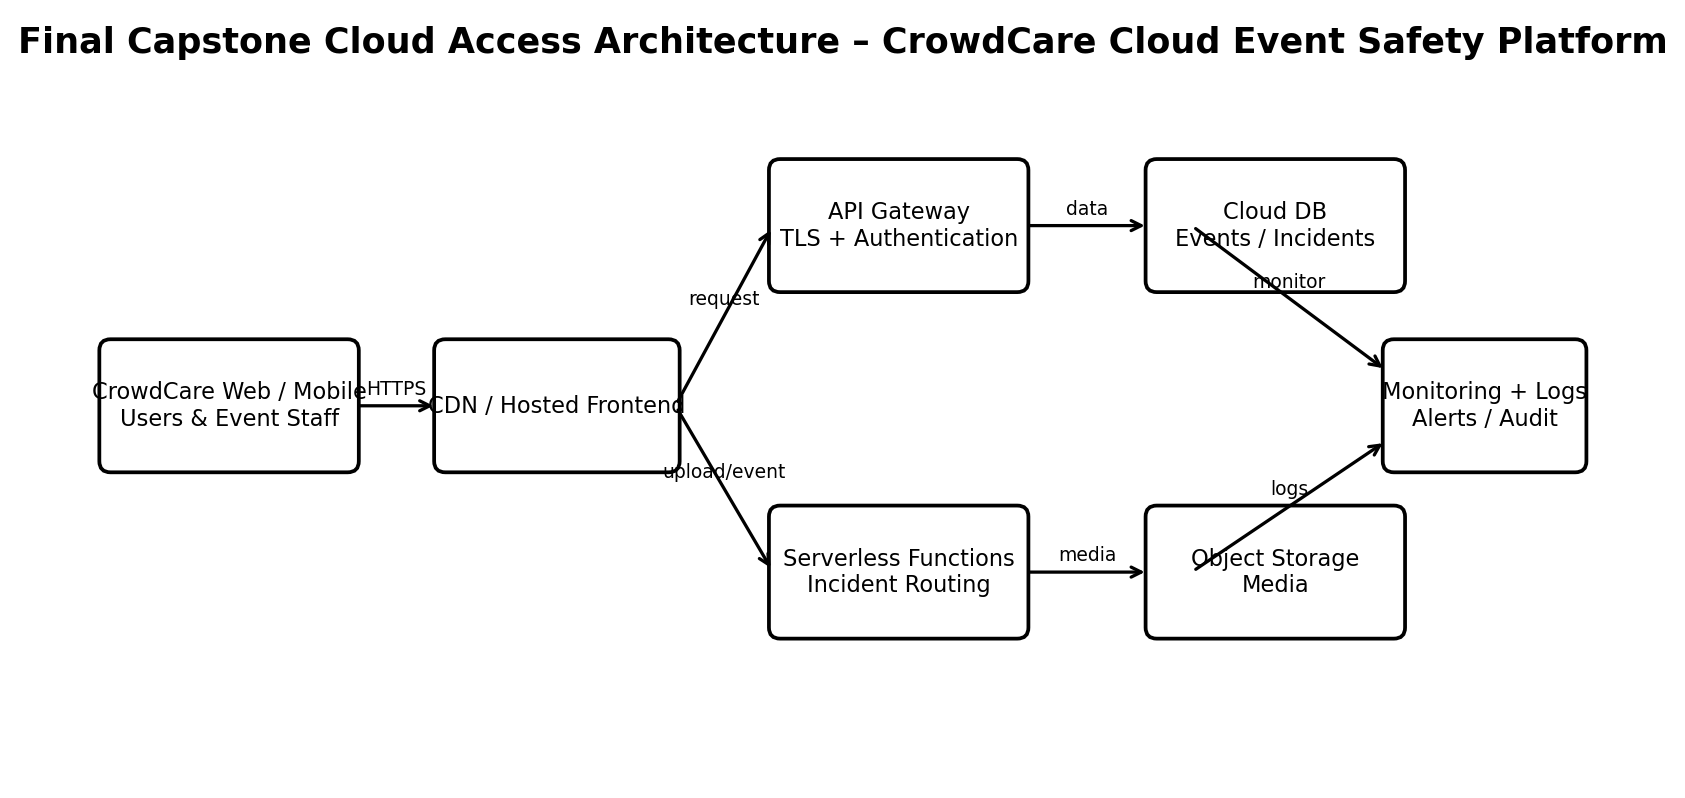 Final Capstone Cloud Access Architecture – CrowdCare Cloud Event Safety Platform
CrowdCare Web / Mobile
Users & Event Staff
HTTPS
CDN / Hosted Frontend
request
upload/event
API Gateway
TLS + Authentication
data
Cloud DB
Events / Incidents
monitor
Serverless Functions
Incident Routing
media
Object Storage
Media
logs
Monitoring + Logs
Alerts / Audit